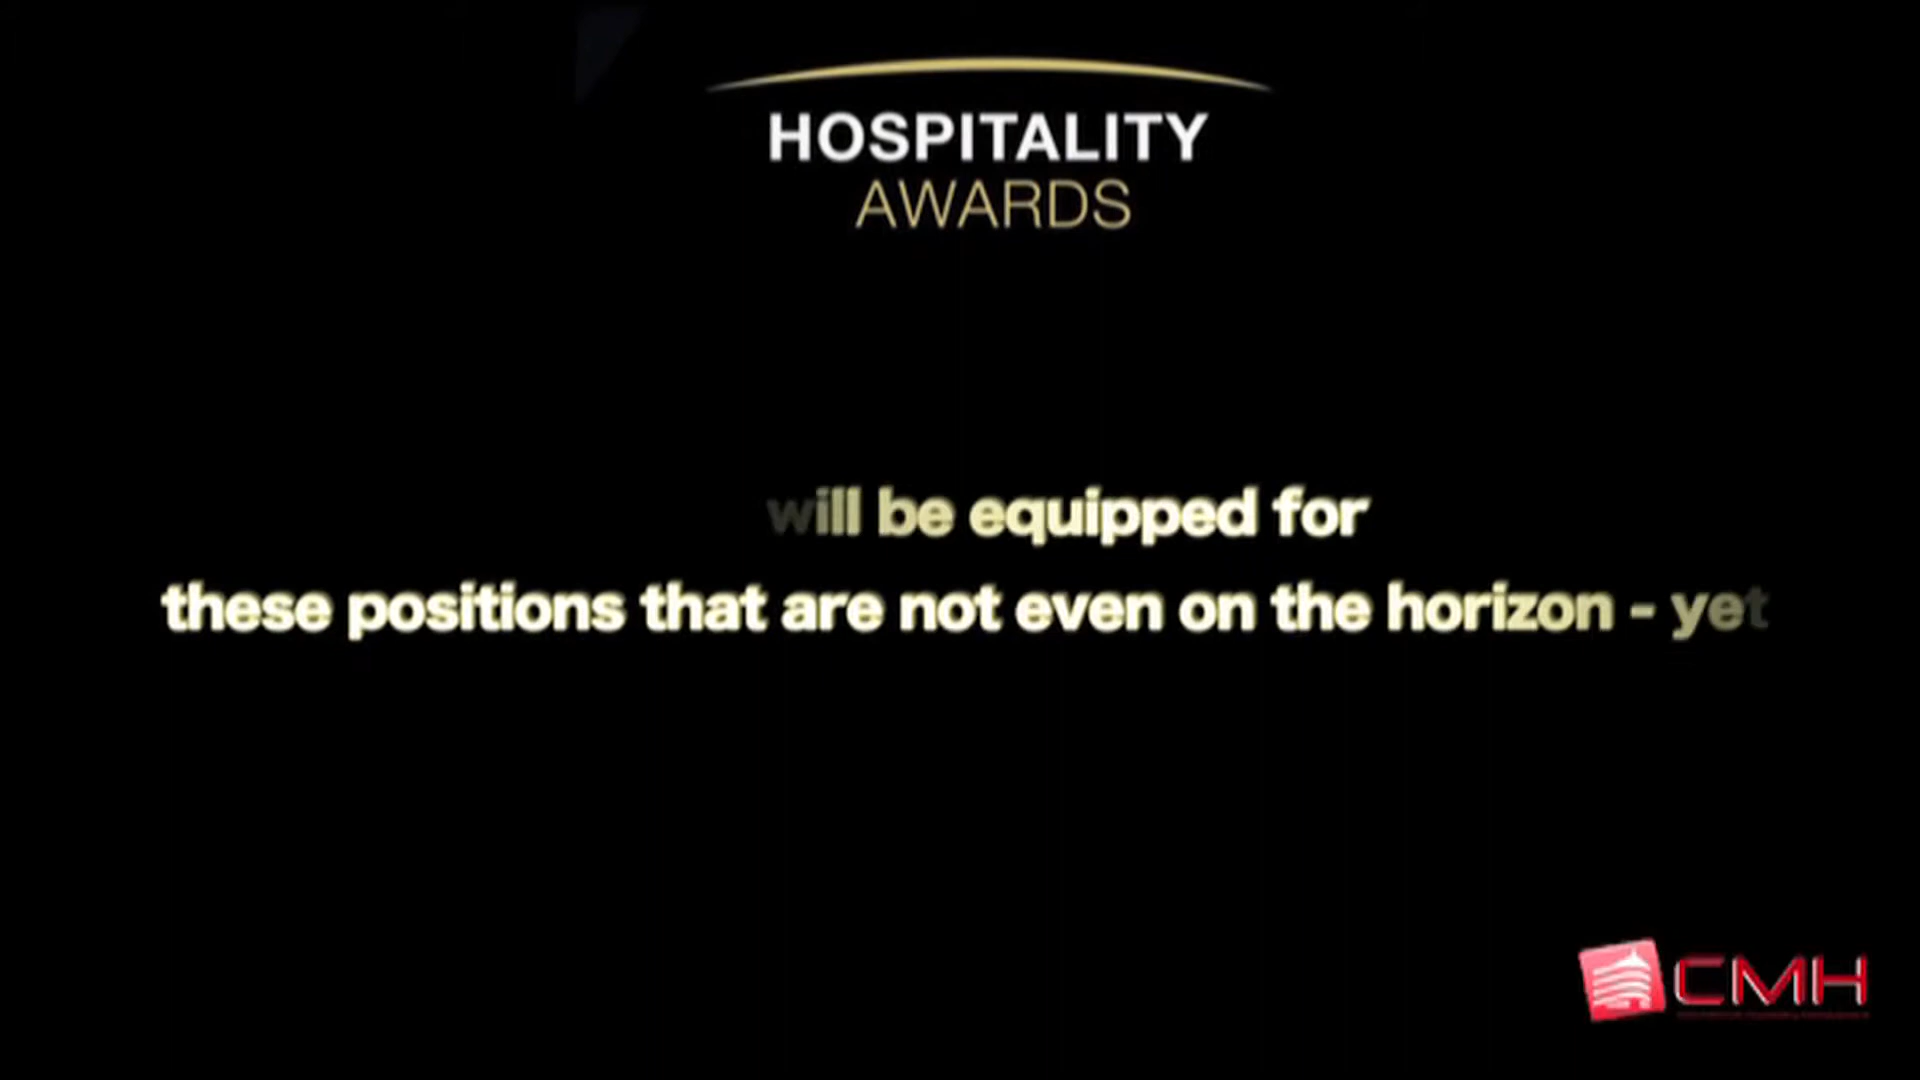 HOSPITALITY
AWARDS
will be equipped for
these positions that are not even on the horizon - yet
CMH